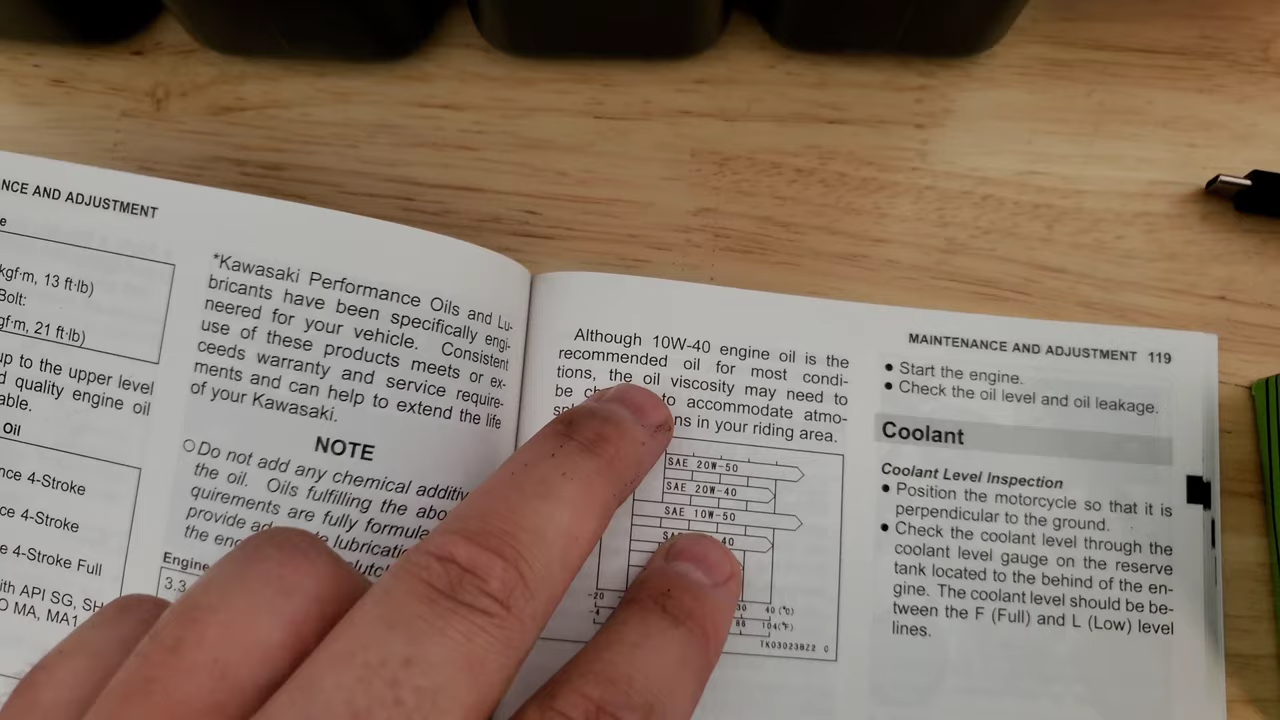 NCE AND ADJUSTMENT
kgf·m, 13 ft·lb)
Bolt:
gf·m, 21 ft·lb)
up to the upper level
d quality engine oil
able.
Oil
nce 4-Stroke
nce 4-Stroke
e 4-Stroke Full
ith API SG, SH
O MA, MA1
*Kawasaki Performance Oils and Lu-
bricants have been specifically engi-
neered for your vehicle. Consistent
use of these products meets or ex-
ceeds warranty and service require-
ments and can help to extend the life
of your Kawasaki.
NOTE
○Do not add any chemical additiv
the oil. Oils fulfilling the abo
quirements are fully formula
provide ad
lubricati
the eng
Engine
3.3
Although 10W-40 engine oil is the
recommended oil for most condi-
tions, the oil viscosity may need to
be ch to accommodate atmo-
ns in your riding area.
SAE 20W-50
SAE 20W-40
SAE 10W-50
40
-20 30 40 (°C)
-4 86 104(°F)
TK03023BZ2 C
MAINTENANCE AND ADJUSTMENT 119
● Start the engine.
● Check the oil level and oil leakage.
Coolant
Coolant Level Inspection
● Position the motorcycle so that it is
perpendicular to the ground.
● Check the coolant level through the
coolant level gauge on the reserve
tank located to the behind of the en-
gine. The coolant level should be be-
tween the F (Full) and L (Low) level
lines.